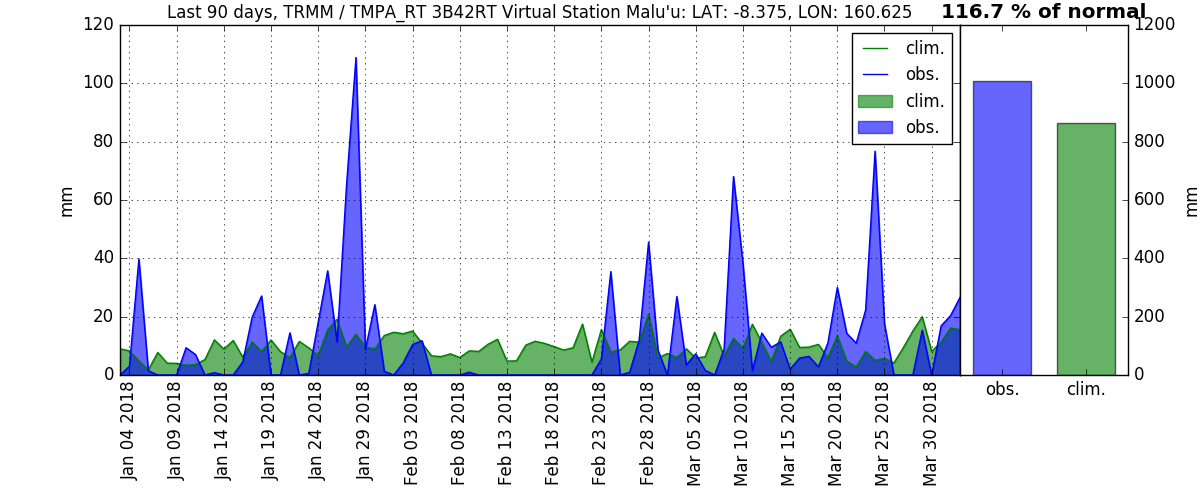 Last 90 days, TRMM / TMPA_RT 3B42RT Virtual Station Malu'u: LAT: -8.375, LON: 160.625
116.7 % of normal
120
100
80
60
40
20
0
mm
clim.
obs.
clim.
obs.
1200
1000
800
600
400
200
0
mm
Jan 04 2018
Jan 09 2018
Jan 14 2018
Jan 19 2018
Jan 24 2018
Jan 29 2018
Feb 03 2018
Feb 08 2018
Feb 13 2018
Feb 18 2018
Feb 23 2018
Feb 28 2018
Mar 05 2018
Mar 10 2018
Mar 15 2018
Mar 20 2018
Mar 25 2018
Mar 30 2018
obs.
clim.